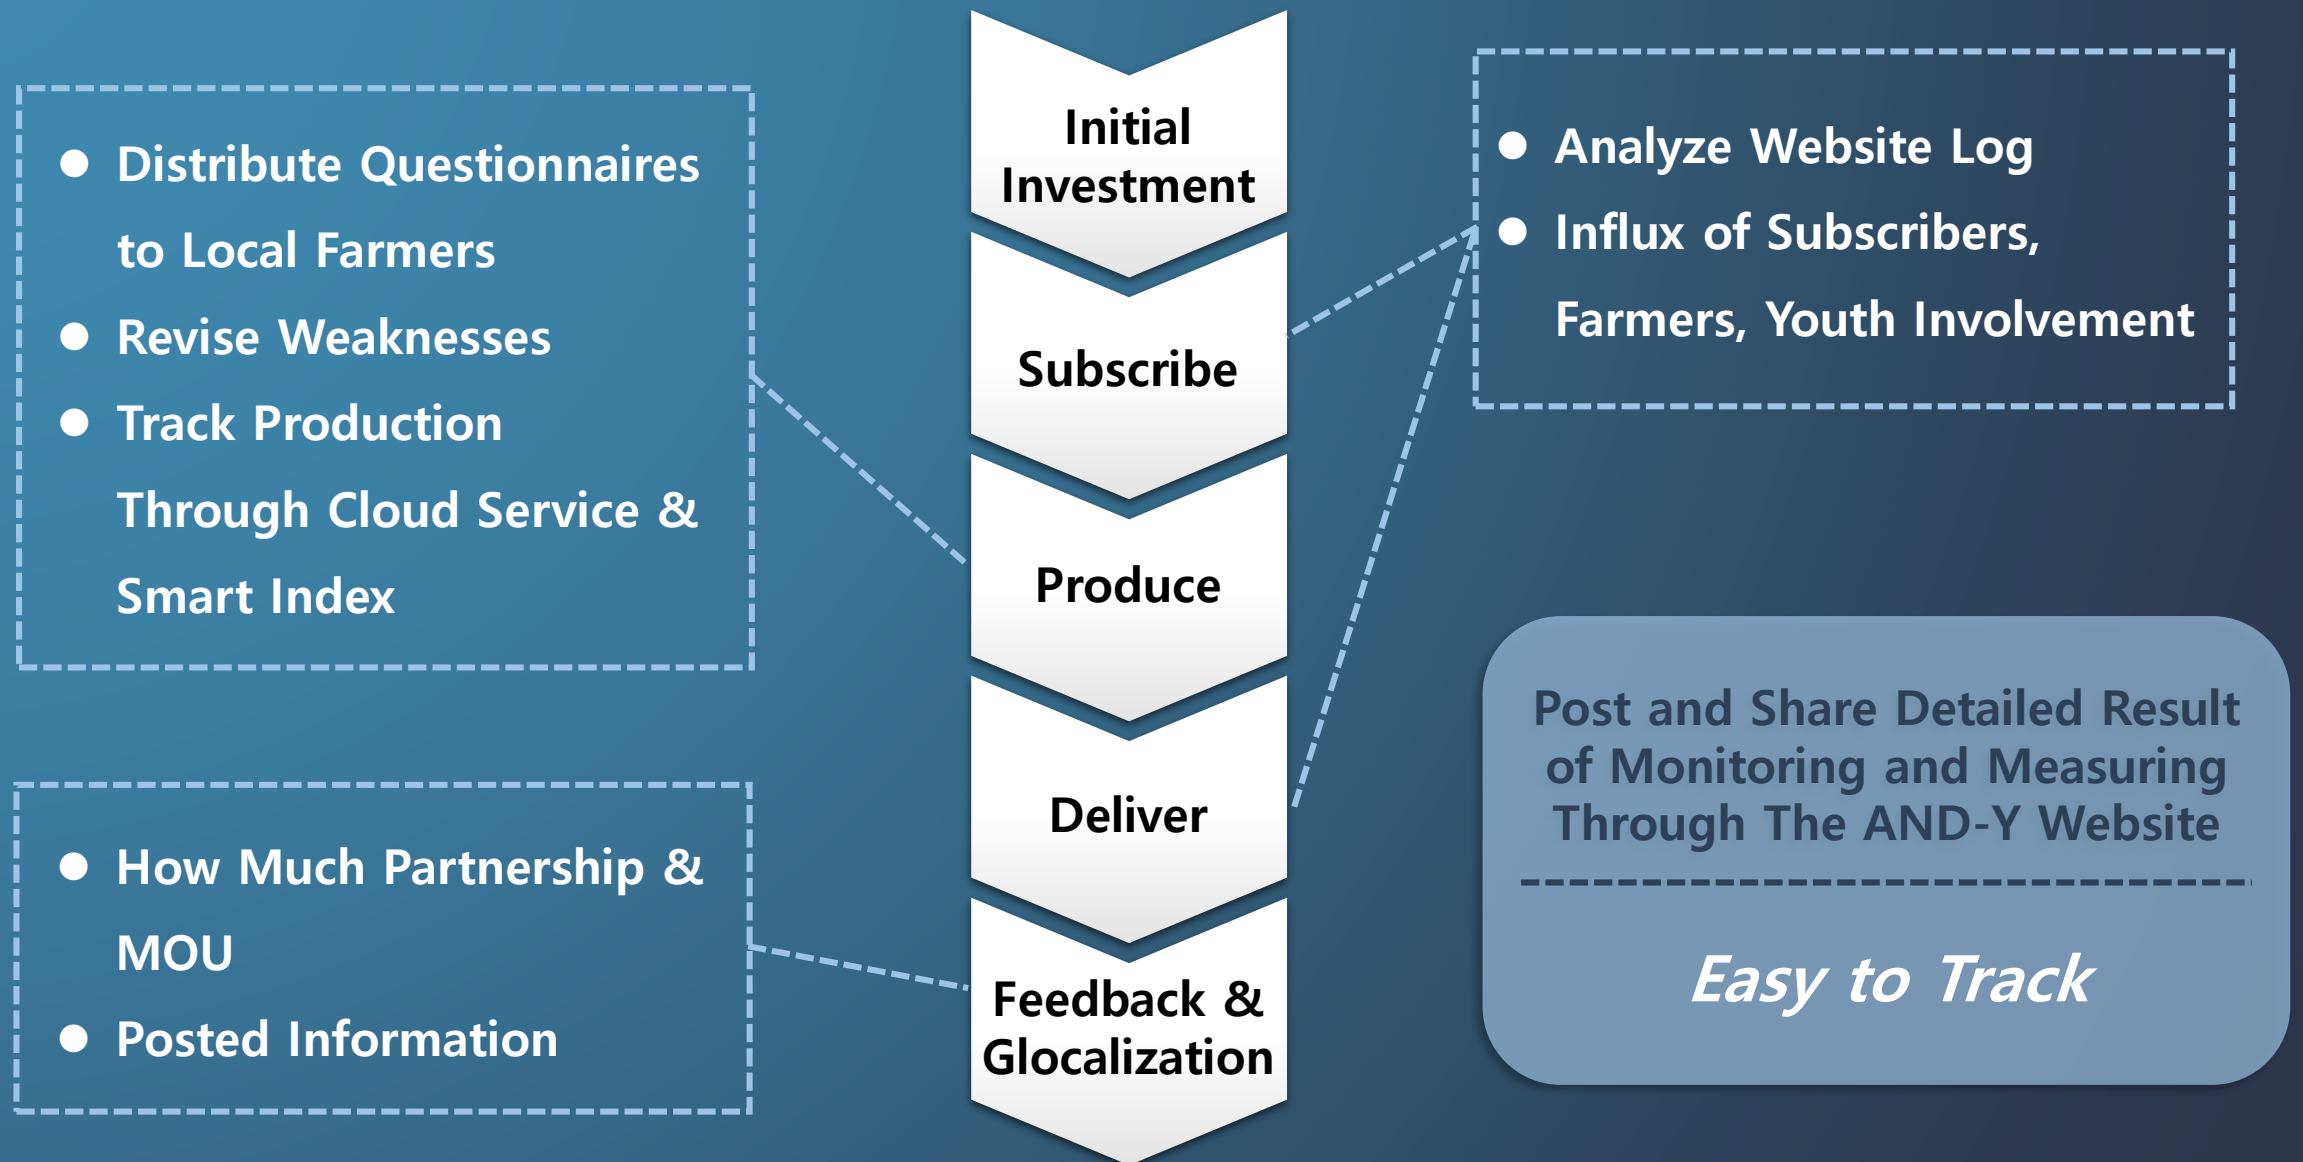 ● Distribute Questionnaires
to Local Farmers
● Revise Weaknesses
● Track Production
Through Cloud Service &
Smart Index
● How Much Partnership &
MOU
● Posted Information
Initial
Investment
Subscribe
Produce
Deliver
Feedback &
Glocalization
● Analyze Website Log
● Influx of Subscribers,
Farmers, Youth Involvement
Post and Share Detailed Result
of Monitoring and Measuring
Through The AND-Y Website
Easy to Track